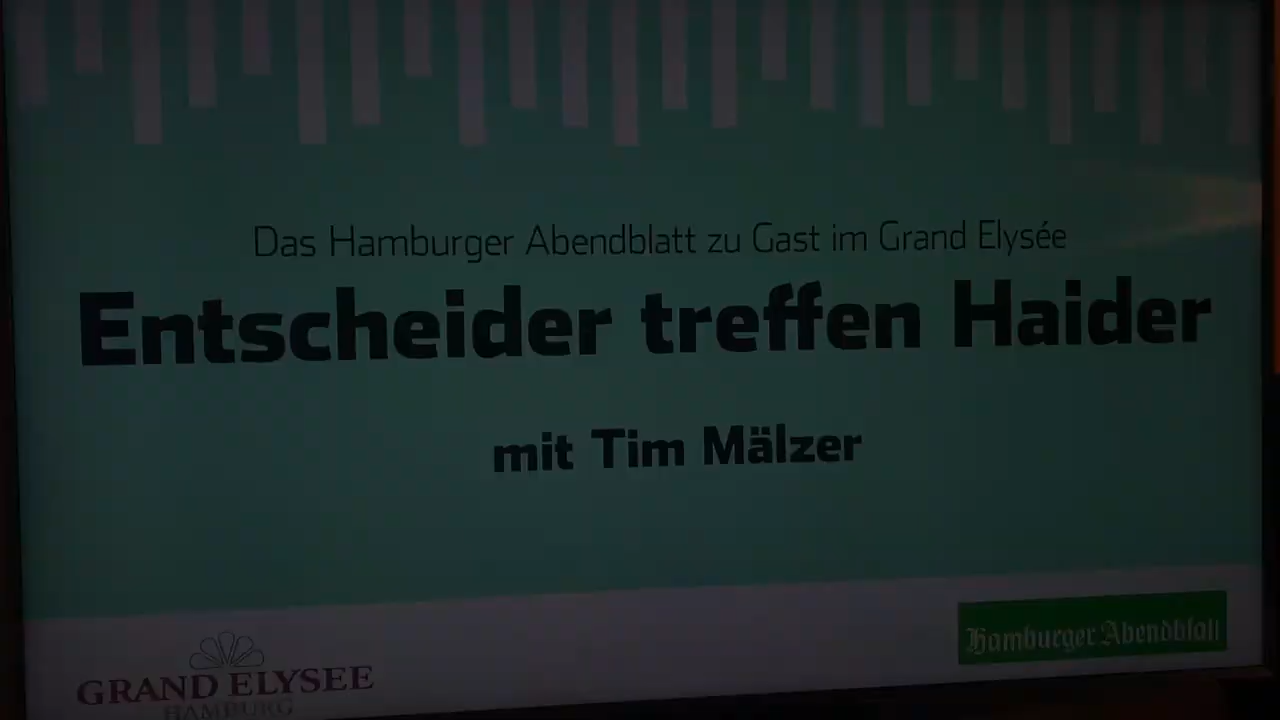 Das Hamburger Abendblatt zu Gast im Grand Elysée
Entscheider treffen Haider
mit Tim Mälzer
Hamburger Abendblatt
GRAND ELYSEE
HAMBURG